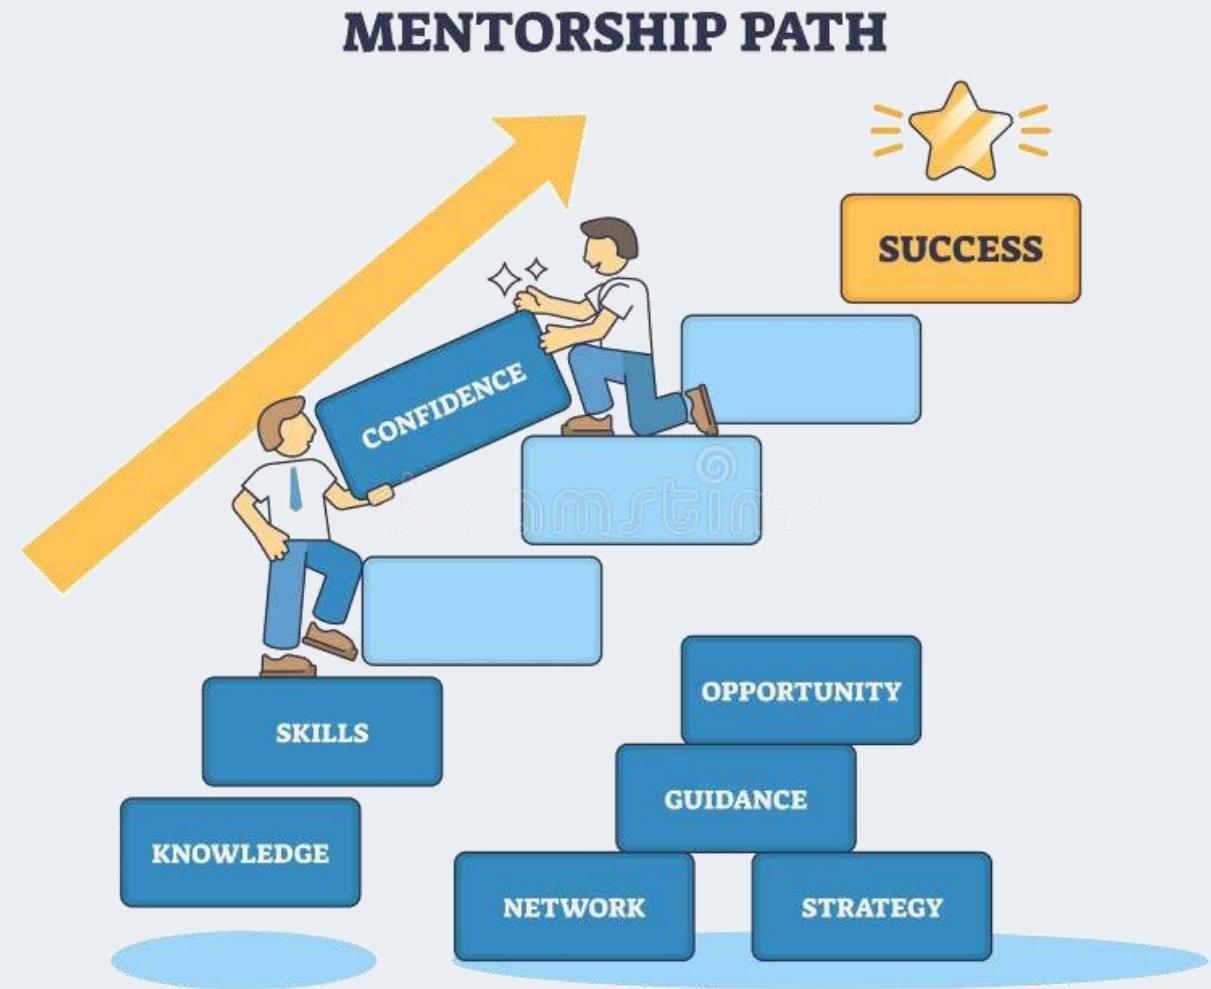 MENTORSHIP PATH
SUCCESS
CONFIDENCE
SKILLS
KNOWLEDGE
OPPORTUNITY
GUIDANCE
NETWORK
STRATEGY